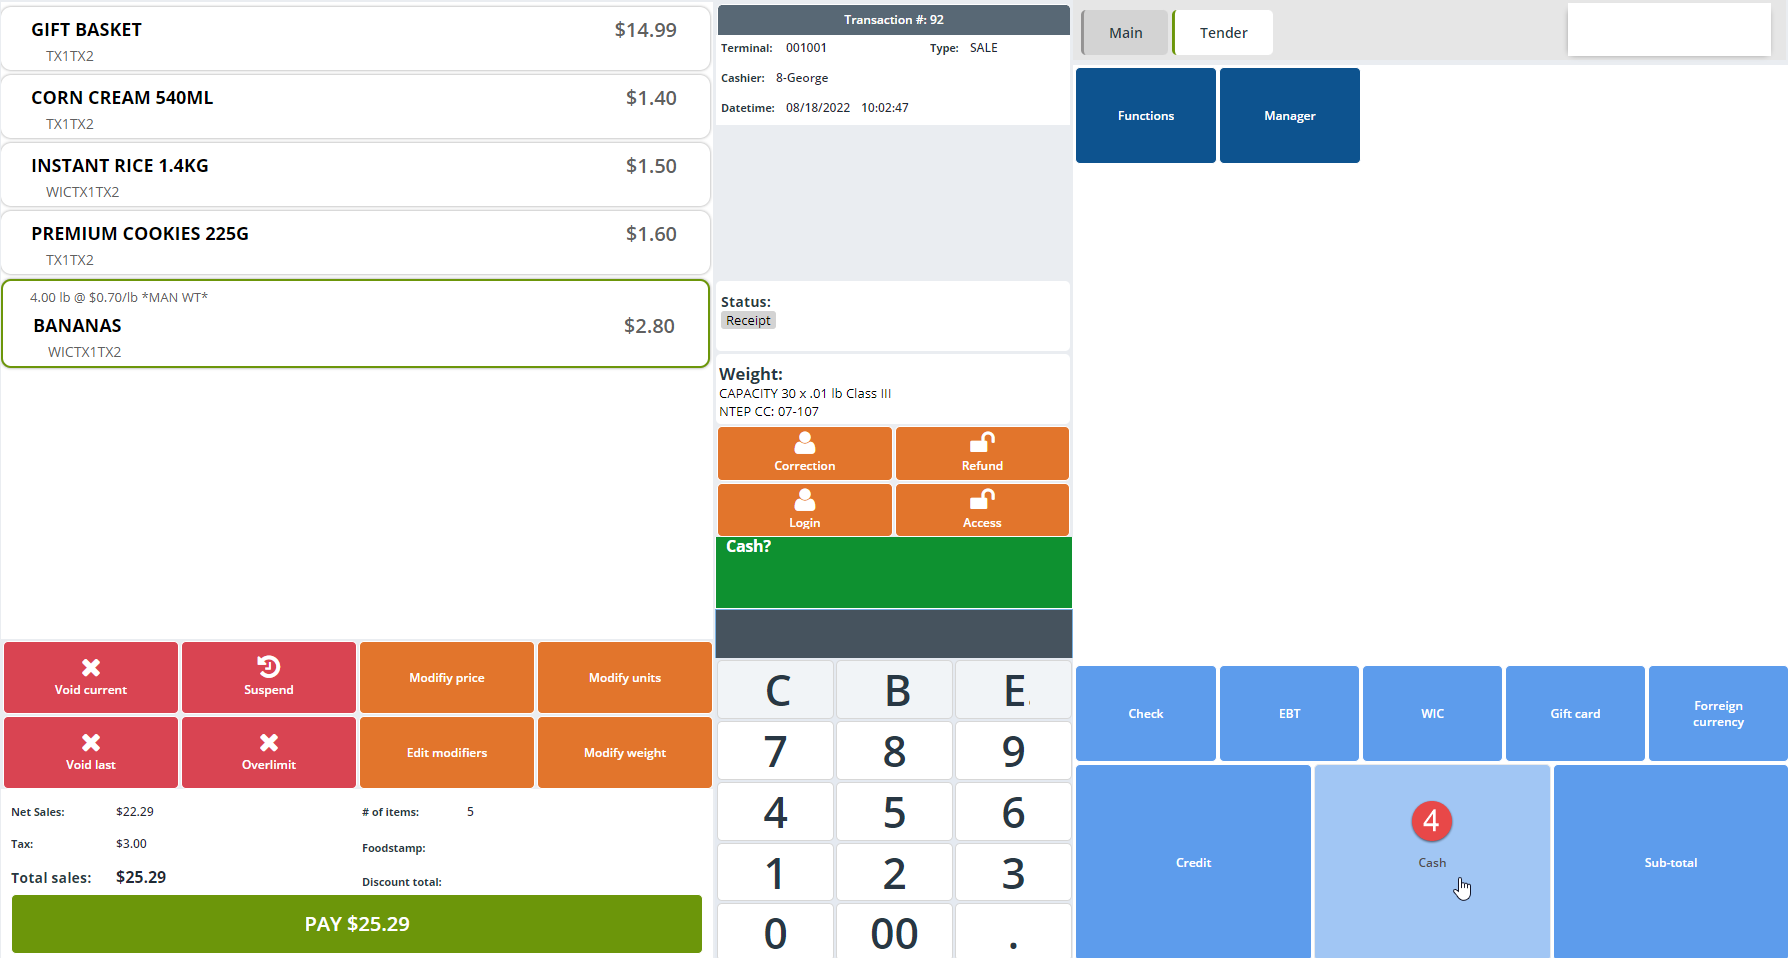 GIFT BASKET $14.99
TX1TX2
CORN CREAM 540ML $1.40
TX1TX2
INSTANT RICE 1.4KG $1.50
WICTX1TX2
PREMIUM COOKIES 225G $1.60
TX1TX2
4.00 lb @ $0.70/lb *MAN WT*
BANANAS $2.80
WICTX1TX2
Void current
Suspend
Modifiy price
Modify units
Void last
Overlimit
Edit modifiers
Modify weight
Net Sales: $22.29
# of items: 5
Tax: $3.00
Foodstamp:
Total sales: $25.29
Discount total:
PAY $25.29
Transaction #: 92
Terminal: 001001 Type: SALE
Cashier: 8-George
Datetime: 08/18/2022 10:02:47
Status:
Receipt
Weight:
CAPACITY 30 x .01 lb Class III
NTEP CC: 07-107
Correction
Refund
Login
Access
Cash?
C B E
7 8 9
4 5 6
1 2 3
0 00 .
Main
Tender
Functions
Manager
Check
EBT
WIC
Gift card
Forreign
currency
Credit
4
Cash
Sub-total